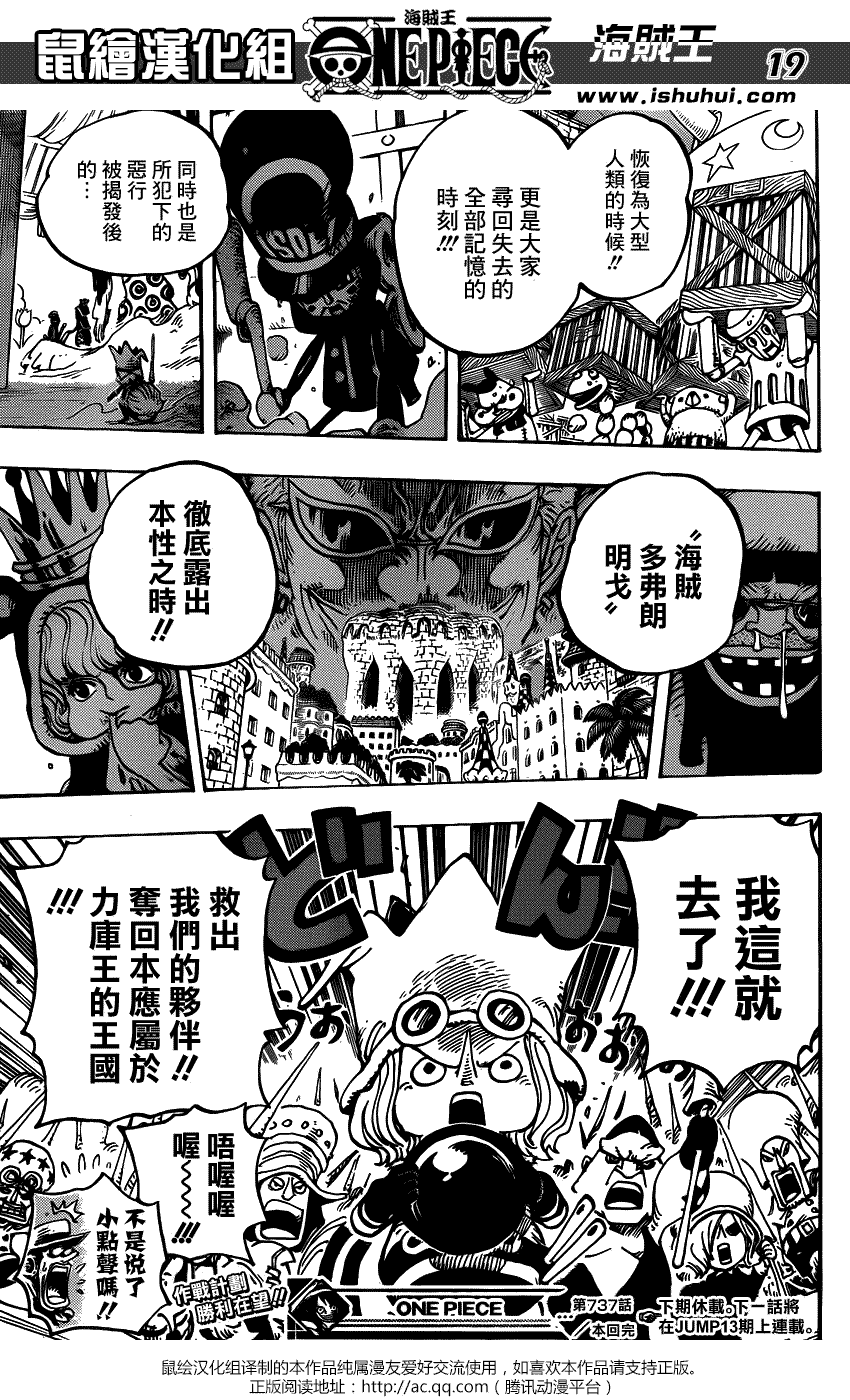 鼠繪漢化組
海賊王
ONE PIECE
海賊王
19
www.ishuhui.com
恢復為大型
人類的時候!!
更是大家
尋回失去的
全部記憶的
時刻!!!
同時也是
所犯下的
惡行
被揭發後
的…
〝海賊
多弗朗
明戈〞
徹底露出
本性之時!!
どん!!
我這就
去了!!!
救出
我們的夥伴!!
奪回本應屬於
力庫王的王國
!!!
うお
おお
唔喔喔
喔~~~!!!
不是说了
小點聲嗎!!
作戰計劃
勝利在望!!
ONE PIECE
…
第737話
／本回完
下期休載。下一話將
在JUMP13期上連載。
鼠绘汉化组译制的本作品纯属漫友爱好交流使用，如喜欢本作品请支持正版。
正版阅读地址：http://ac.qq.com（腾讯动漫平台）